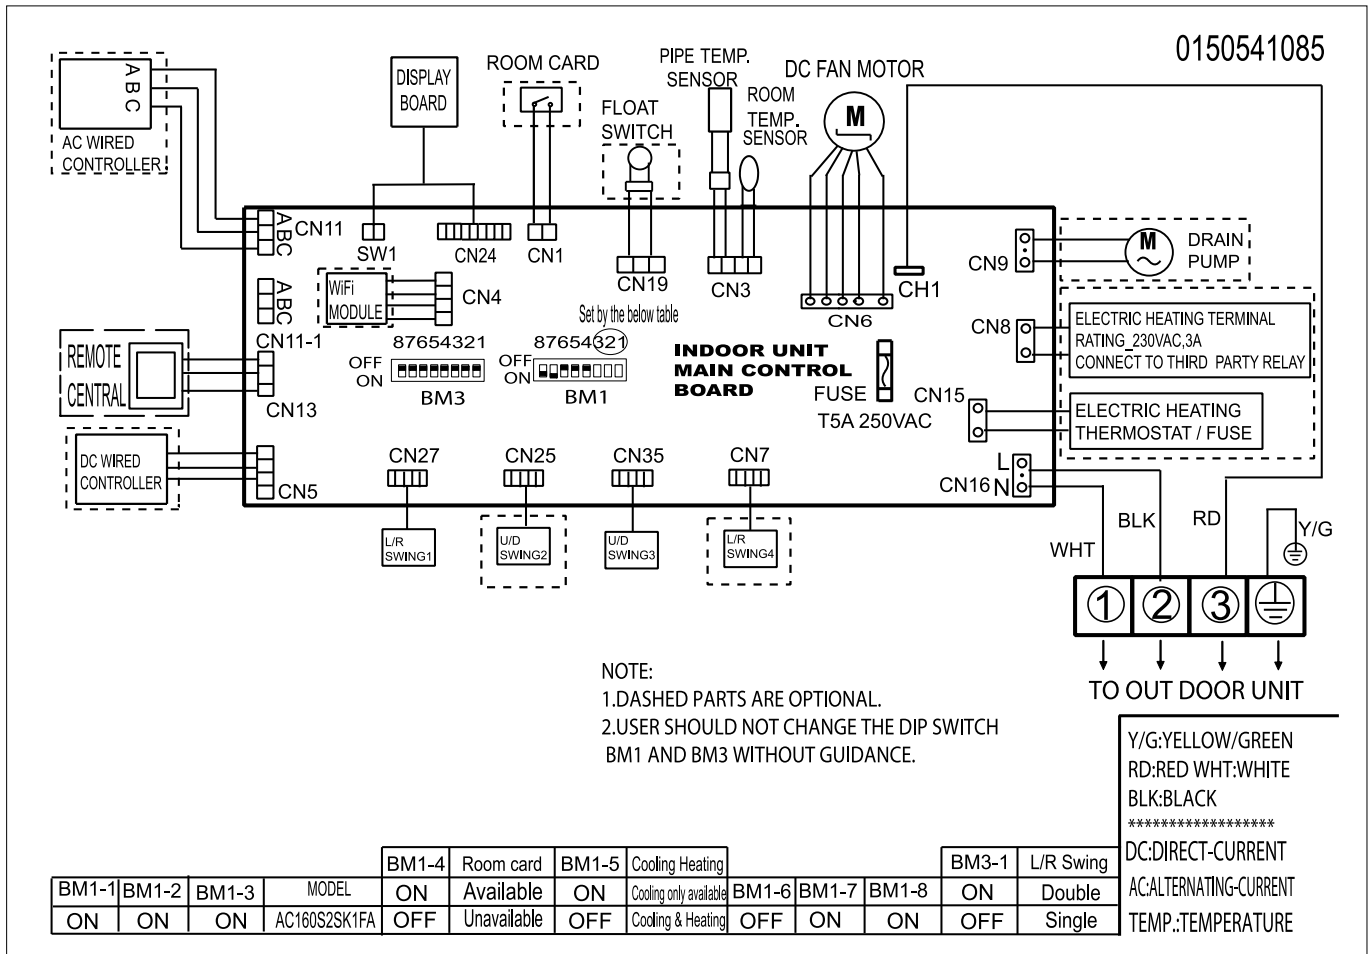 0150541085
A
B
C
AC WIRED
CONTROLLER
DISPLAY
BOARD
ROOM CARD
FLOAT
SWITCH
PIPE TEMP.
SENSOR
ROOM
TEMP.
SENSOR
DC FAN MOTOR
M
A
B
C
CN11
SW1
CN24
CN1
CN19
CN3
CN6
CH1
CN9
M
DRAIN
PUMP
WiFi
MODULE
CN4
A
B
C
CN11-1
Set by the below table
87654321
OFF
ON
BM3
87654321
OFF
ON
BM1
INDOOR UNIT
MAIN CONTROL
BOARD
FUSE
T5A 250VAC
CN8
ELECTRIC HEATING TERMINAL
RATING_230VAC,3A
CONNECT TO THIRD PARTY RELAY
CN15
ELECTRIC HEATING
THERMOSTAT / FUSE
REMOTE
CENTRAL
CN13
DC WIRED
CONTROLLER
CN5
CN27
CN25
CN35
CN7
L
CN16 N
L/R
SWING1
U/D
SWING2
U/D
SWING3
L/R
SWING4
WHT
BLK
RD
Y/G
1 2 3
TO OUT DOOR UNIT
NOTE:
1.DASHED PARTS ARE OPTIONAL.
2.USER SHOULD NOT CHANGE THE DIP SWITCH
BM1 AND BM3 WITHOUT GUIDANCE.
Y/G:YELLOW/GREEN
RD:RED WHT:WHITE
BLK:BLACK
******************
DC:DIRECT-CURRENT
AC:ALTERNATING-CURRENT
TEMP.:TEMPERATURE
BM1-4 Room card BM1-5 Cooling Heating BM3-1 L/R Swing
BM1-1 BM1-2 BM1-3 MODEL ON Available ON Cooling only available BM1-6 BM1-7 BM1-8 ON Double
ON ON ON AC160S2SK1FA OFF Unavailable OFF Cooling & Heating OFF ON ON OFF Single